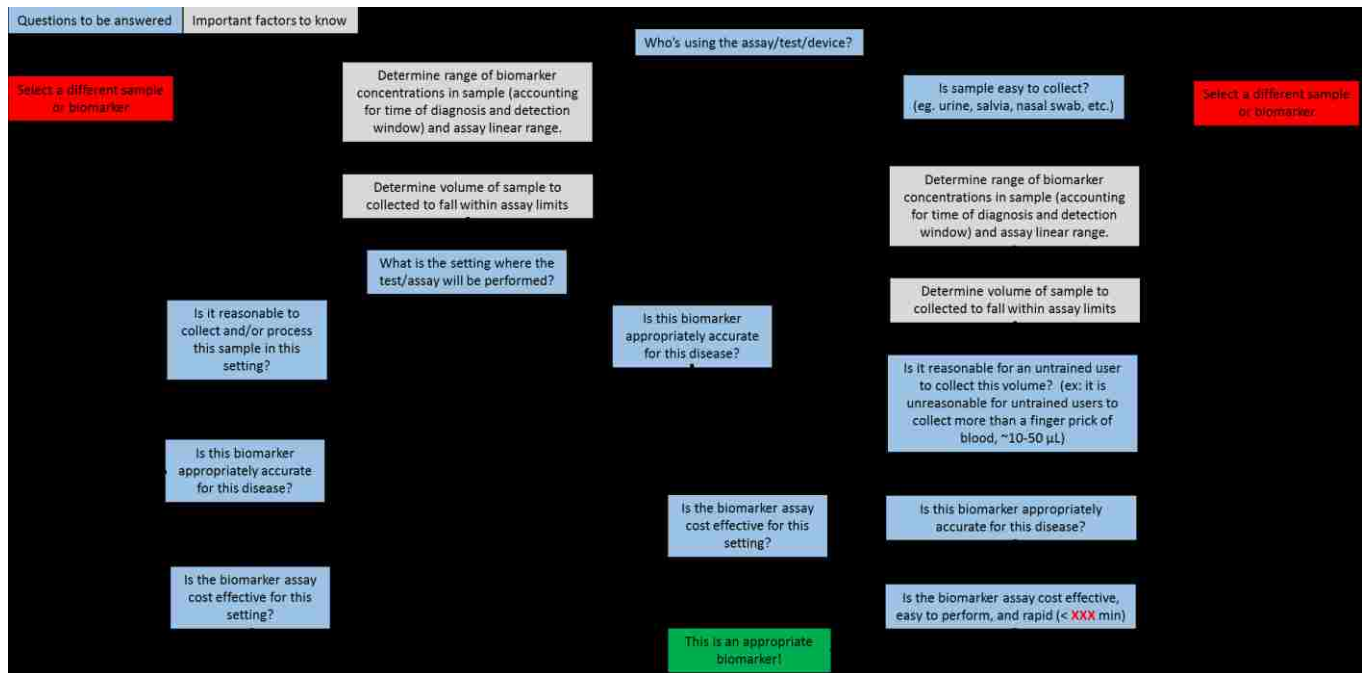 Questions to be answered
Important factors to know
Who's using the assay/test/device?
Select a different sample
or biomarker
Determine range of biomarker
concentrations in sample (accounting
for time of diagnosis and detection
window) and assay linear range.
Is sample easy to collect?
(eg. urine, salvia, nasal swab, etc.)
Select a different sample
or biomarker
Determine volume of sample to
collected to fall within assay limits
Determine range of biomarker
concentrations in sample (accounting
for time of diagnosis and detection
window) and assay linear range.
What is the setting where the
test/assay will be performed?
Determine volume of sample to
collected to fall within assay limits
Is it reasonable to
collect and/or process
this sample in this
setting?
Is this biomarker
appropriately accurate
for this disease?
Is it reasonable for an untrained user
to collect this volume? (ex: it is
unreasonable for untrained users to
collect more than a finger prick of
blood, ~10-50 µL)
Is this biomarker
appropriately accurate
for this disease?
Is the biomarker assay
cost effective for this
setting?
Is this biomarker appropriately
accurate for this disease?
Is the biomarker assay
cost effective for this
setting?
Is the biomarker assay cost effective,
easy to perform, and rapid (< XXX min)
This is an appropriate
biomarker!